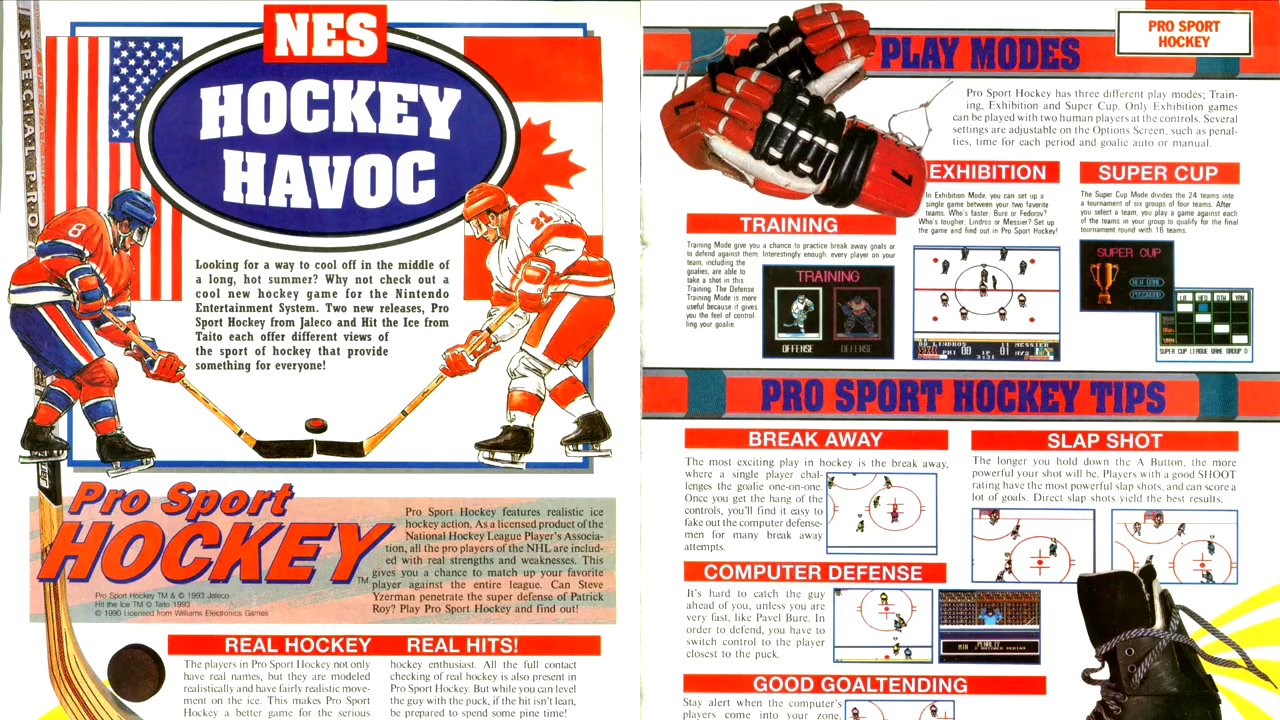 SPECIAL PRO
NES
HOCKEY
HAVOC
8
Looking for a way to cool off in the middle of
a long, hot summer? Why not check out a
cool new hockey game for the Nintendo
Entertainment System. Two new releases, Pro
Sport Hockey from Jaleco and Hit the Ice from
Taito each offer different views of
the sport of hockey that provide
something for everyone!
Pro Sport
HOCKEY TM
Pro Sport Hockey TM & © 1993 Jaleco
Hit the Ice TM © Taito 1993
© 1990 Licensed from Williams Electronics Games
Pro Sport Hockey features realistic ice
hockey action. As a licensed product of the
National Hockey League Player's Associa-
tion, all the pro players of the NHL are includ-
ed with real strengths and weaknesses. This
gives you a chance to match up your favorite
player against the entire league. Can Steve
Yzerman penetrate the super defense of Patrick
Roy? Play Pro Sport Hockey and find out!
REAL HOCKEY
The players in Pro Sport Hockey not only
have real names, but they are modeled
realistically and have fairly realistic move-
ment on the ice. This makes Pro Sport
Hockey a better game for the serious
REAL HITS!
hockey enthusiast. All the full contact
checking of real hockey is also present in
Pro Sport Hockey. But while you can level
the guy with the puck, if the hit isn't lean,
be prepared to spend some pine time!
PRO SPORT
HOCKEY
PLAY MODES
Pro Sport Hockey has three different play modes; Train-
ing, Exhibition and Super Cup. Only Exhibition games
can be played with two human players at the controls. Several
settings are adjustable on the Options Screen, such as penal-
ties, time for each period and goalie auto or manual.
TRAINING
Training Mode give you a chance to practice break away goals or
to defend against them. Interestingly enough, every player on your
team, including the
goalies, are able to
take a shot in this
Training. The Defense
Training Mode is more
useful because it gives
you the feel of control-
ling your goalie.
TRAINING
OFFENSE
DEFENSE
EXHIBITION
In Exhibition Mode, you can set up a
single game between your two favorite
teams. Who's faster; Bure or Fedorov?
Who's tougher, Lindros or Messier? Set up
the game and find out in Pro Sport Hockey!
88 LINDROS 11 MESSIER
PHI 00 1P 01 NYR
SUPER CUP
The Super Cup Mode divides the 24 teams into
a tournament of six groups of four teams. After
you select a team, you play a game against each
of the teams in your group to qualify for the final
tournament round with 16 teams.
SUPER CUP
NEW GAME
PASSWORD
SUPER CUP LEAGUE GAME GROUP D
PRO SPORT HOCKEY TIPS
BREAK AWAY
The most exciting play in hockey is the break away,
where a single player chal-
lenges the goalie one-on-one.
Once you get the hang of the
controls, you'll find it easy to
fake out the computer defense-
men for many break away
attempts.
SLAP SHOT
The longer you hold down the A Button, the more
powerful your shot will be. Players with a good SHOOT
rating have the most powerful slap shots, and can score a
lot of goals. Direct slap shots yield the best results.
COMPUTER DEFENSE
It's hard to catch the guy
ahead of you, unless you are
very fast, like Pavel Bure. In
order to defend, you have to
switch control to the player
closest to the puck.
PENALTY
GOOD GOALTENDING
Stay alert when the computer's
players come into your zone,